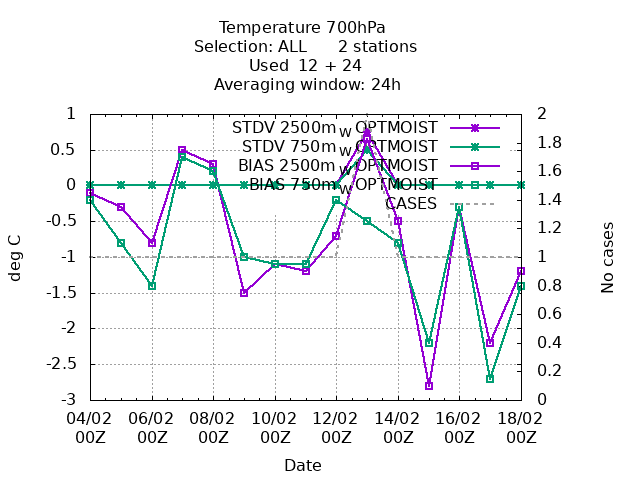 Temperature 700hPa
Selection: ALL 2 stations
Used 12 + 24
Averaging window: 24h
STDV 2500m W OPTMOIST
STDV 750m W OPTMOIST
BIAS 2500m W OPTMOIST
BIAS 750m W OPTMOIST
CASES
1
0.5
0
-0.5
-1
-1.5
-2
-2.5
-3
deg C
2
1.8
1.6
1.4
1.2
1
0.8
0.6
0.4
0.2
0
No cases
04/02 06/02 08/02 10/02 12/02 14/02 16/02 18/02
00Z 00Z 00Z 00Z 00Z 00Z 00Z 00Z
Date